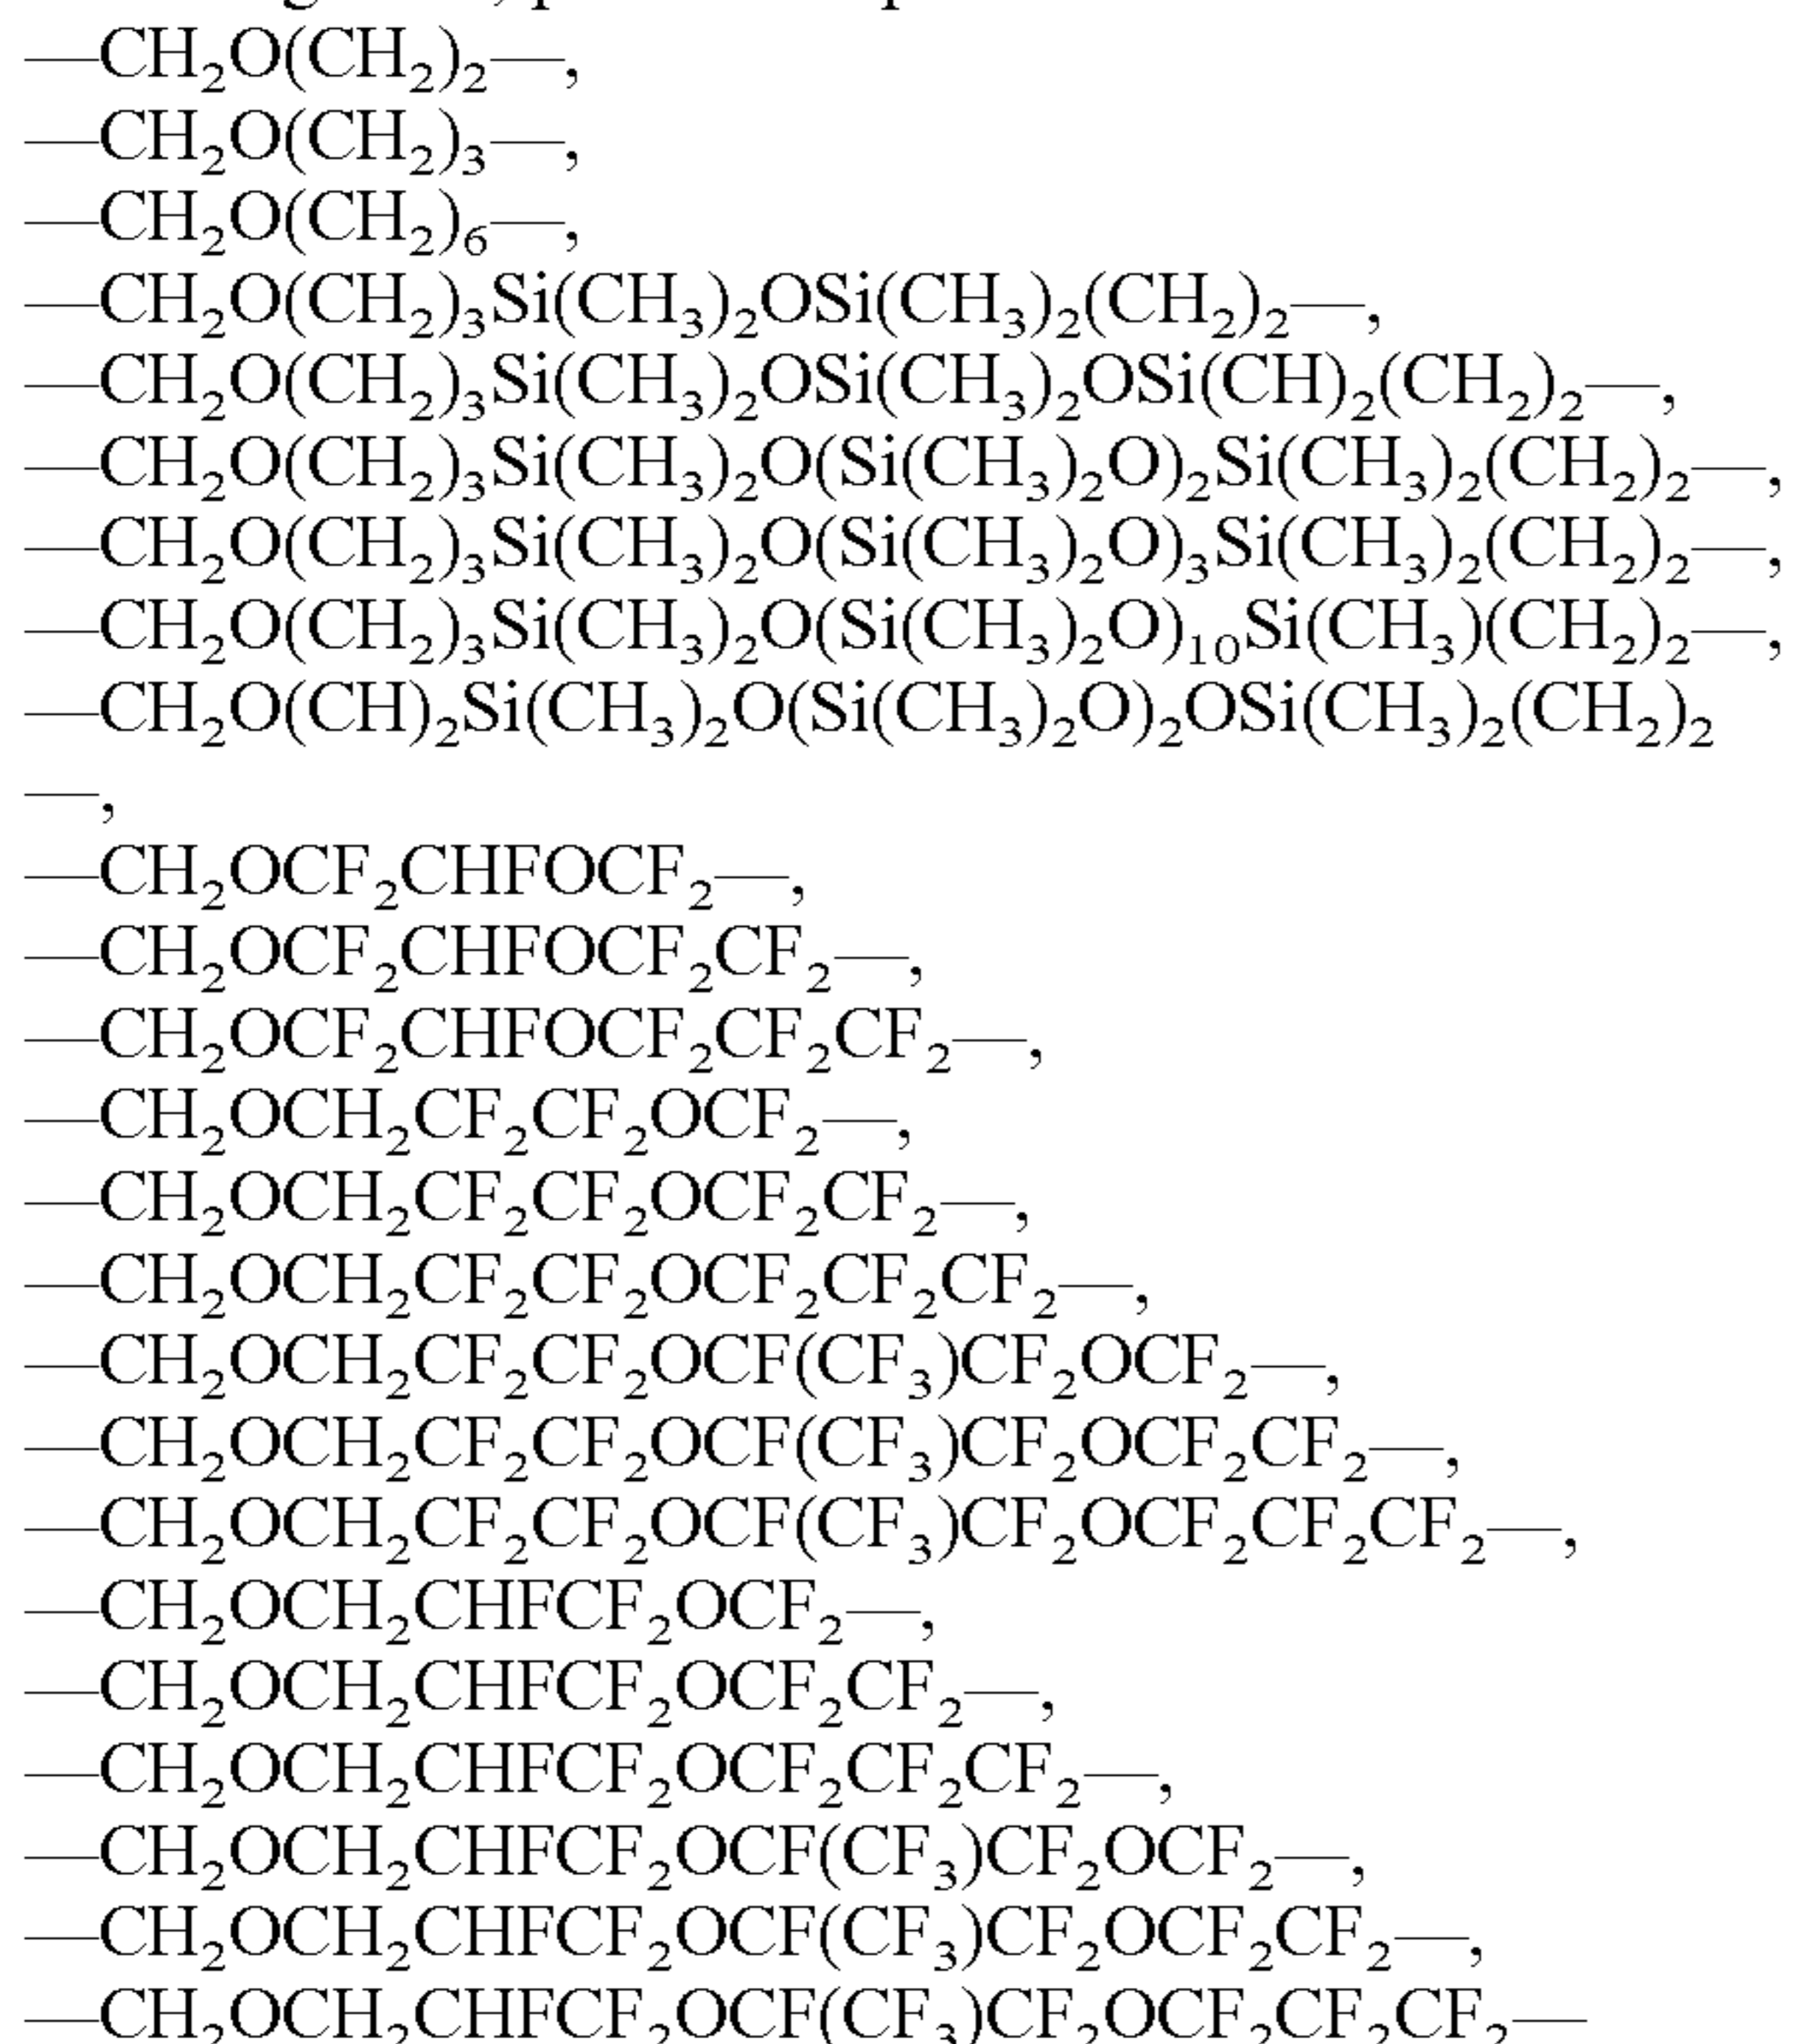 —CH₂O(CH₂)₂—,
—CH₂O(CH₂)₃—,
—CH₂O(CH₂)₆—,
—CH₂O(CH₂)₃Si(CH₃)₂OSi(CH₃)₂(CH₂)₂—,
—CH₂O(CH₂)₃Si(CH₃)₂OSi(CH₃)₂OSi(CH)₂(CH₂)₂—,
—CH₂O(CH₂)₃Si(CH₃)₂O(Si(CH₃)₂O)₂Si(CH₃)₂(CH₂)₂—,
—CH₂O(CH₂)₃Si(CH₃)₂O(Si(CH₃)₂O)₃Si(CH₃)₂(CH₂)₂—,
—CH₂O(CH₂)₃Si(CH₃)₂O(Si(CH₃)₂O)₁₀Si(CH₃)(CH₂)₂—,
—CH₂O(CH)₂Si(CH₃)₂O(Si(CH₃)₂O)₂OSi(CH₃)₂(CH₂)₂
—,
—CH₂OCF₂CHFOCF₂—,
—CH₂OCF₂CHFOCF₂CF₂—,
—CH₂OCF₂CHFOCF₂CF₂CF₂—,
—CH₂OCH₂CF₂CF₂OCF₂—,
—CH₂OCH₂CF₂CF₂OCF₂CF₂—,
—CH₂OCH₂CF₂CF₂OCF₂CF₂CF₂—,
—CH₂OCH₂CF₂CF₂OCF(CF₃)CF₂OCF₂—,
—CH₂OCH₂CF₂CF₂OCF(CF₃)CF₂OCF₂CF₂—,
—CH₂OCH₂CF₂CF₂OCF(CF₃)CF₂OCF₂CF₂CF₂—,
—CH₂OCH₂CHFCF₂OCF₂—,
—CH₂OCH₂CHFCF₂OCF₂CF₂—,
—CH₂OCH₂CHFCF₂OCF₂CF₂CF₂—,
—CH₂OCH₂CHFCF₂OCF(CF₃)CF₂OCF₂—,
—CH₂OCH₂CHFCF₂OCF(CF₃)CF₂OCF₂CF₂—,
—CH₂OCH₂CHFCF₂OCF(CF₃)CF₂OCF₂CF₂CF₂—